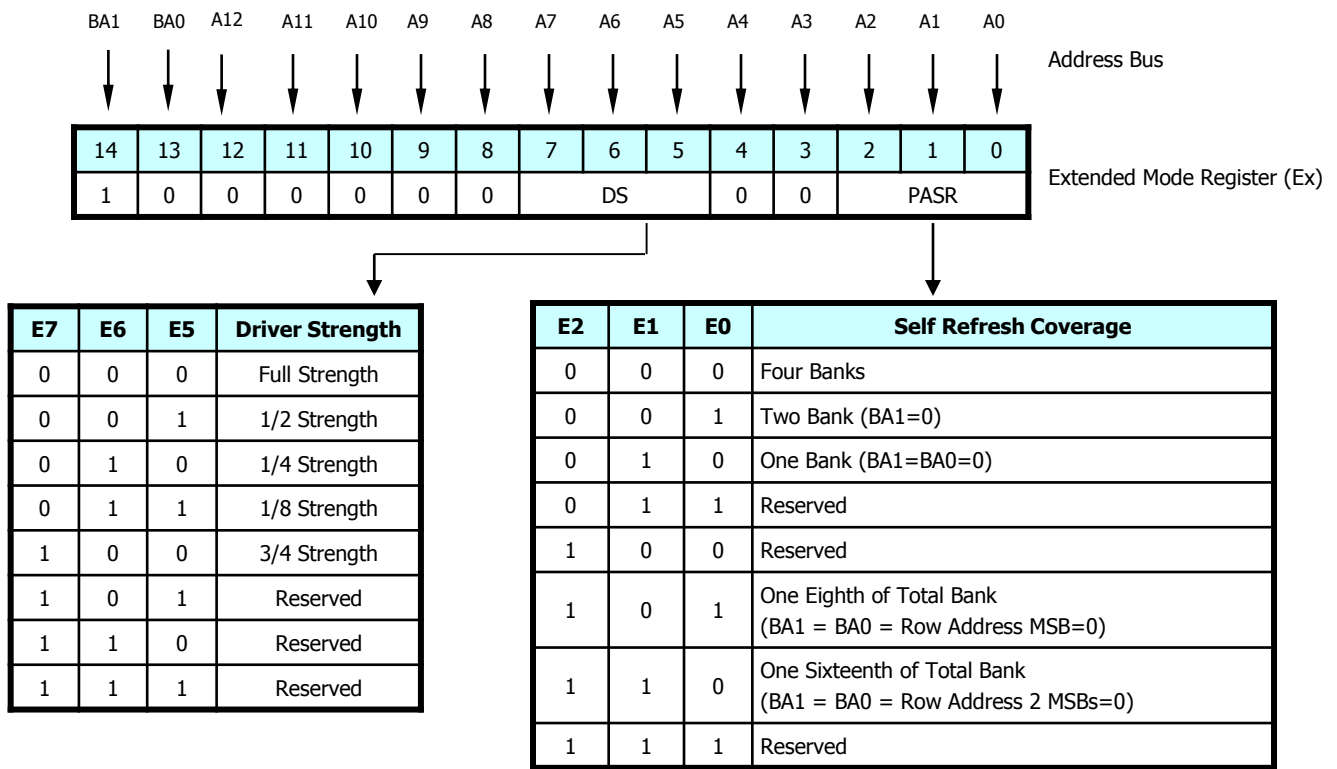 BA1 BA0 A12 A11 A10 A9 A8 A7 A6 A5 A4 A3 A2 A1 A0
Address Bus
14 13 12 11 10 9 8 7 6 5 4 3 2 1 0
1 0 0 0 0 0 0 DS 0 0 PASR
Extended Mode Register (Ex)
E7 E6 E5 Driver Strength
0 0 0 Full Strength
0 0 1 1/2 Strength
0 1 0 1/4 Strength
0 1 1 1/8 Strength
1 0 0 3/4 Strength
1 0 1 Reserved
1 1 0 Reserved
1 1 1 Reserved
E2 E1 E0 Self Refresh Coverage
0 0 0 Four Banks
0 0 1 Two Bank (BA1=0)
0 1 0 One Bank (BA1=BA0=0)
0 1 1 Reserved
1 0 0 Reserved
1 0 1 One Eighth of Total Bank
(BA1 = BA0 = Row Address MSB=0)
1 1 0 One Sixteenth of Total Bank
(BA1 = BA0 = Row Address 2 MSBs=0)
1 1 1 Reserved